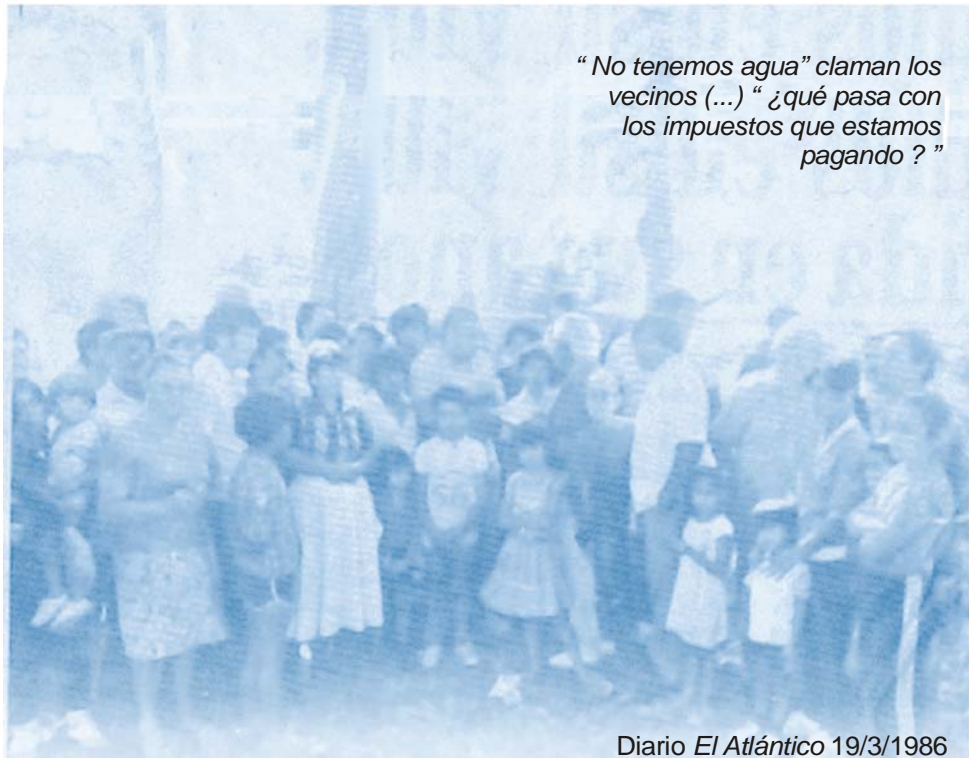 “ No tenemos agua” claman los
vecinos (...) “ ¿qué pasa con
los impuestos que estamos
pagando ? ”
Diario El Atlántico 19/3/1986